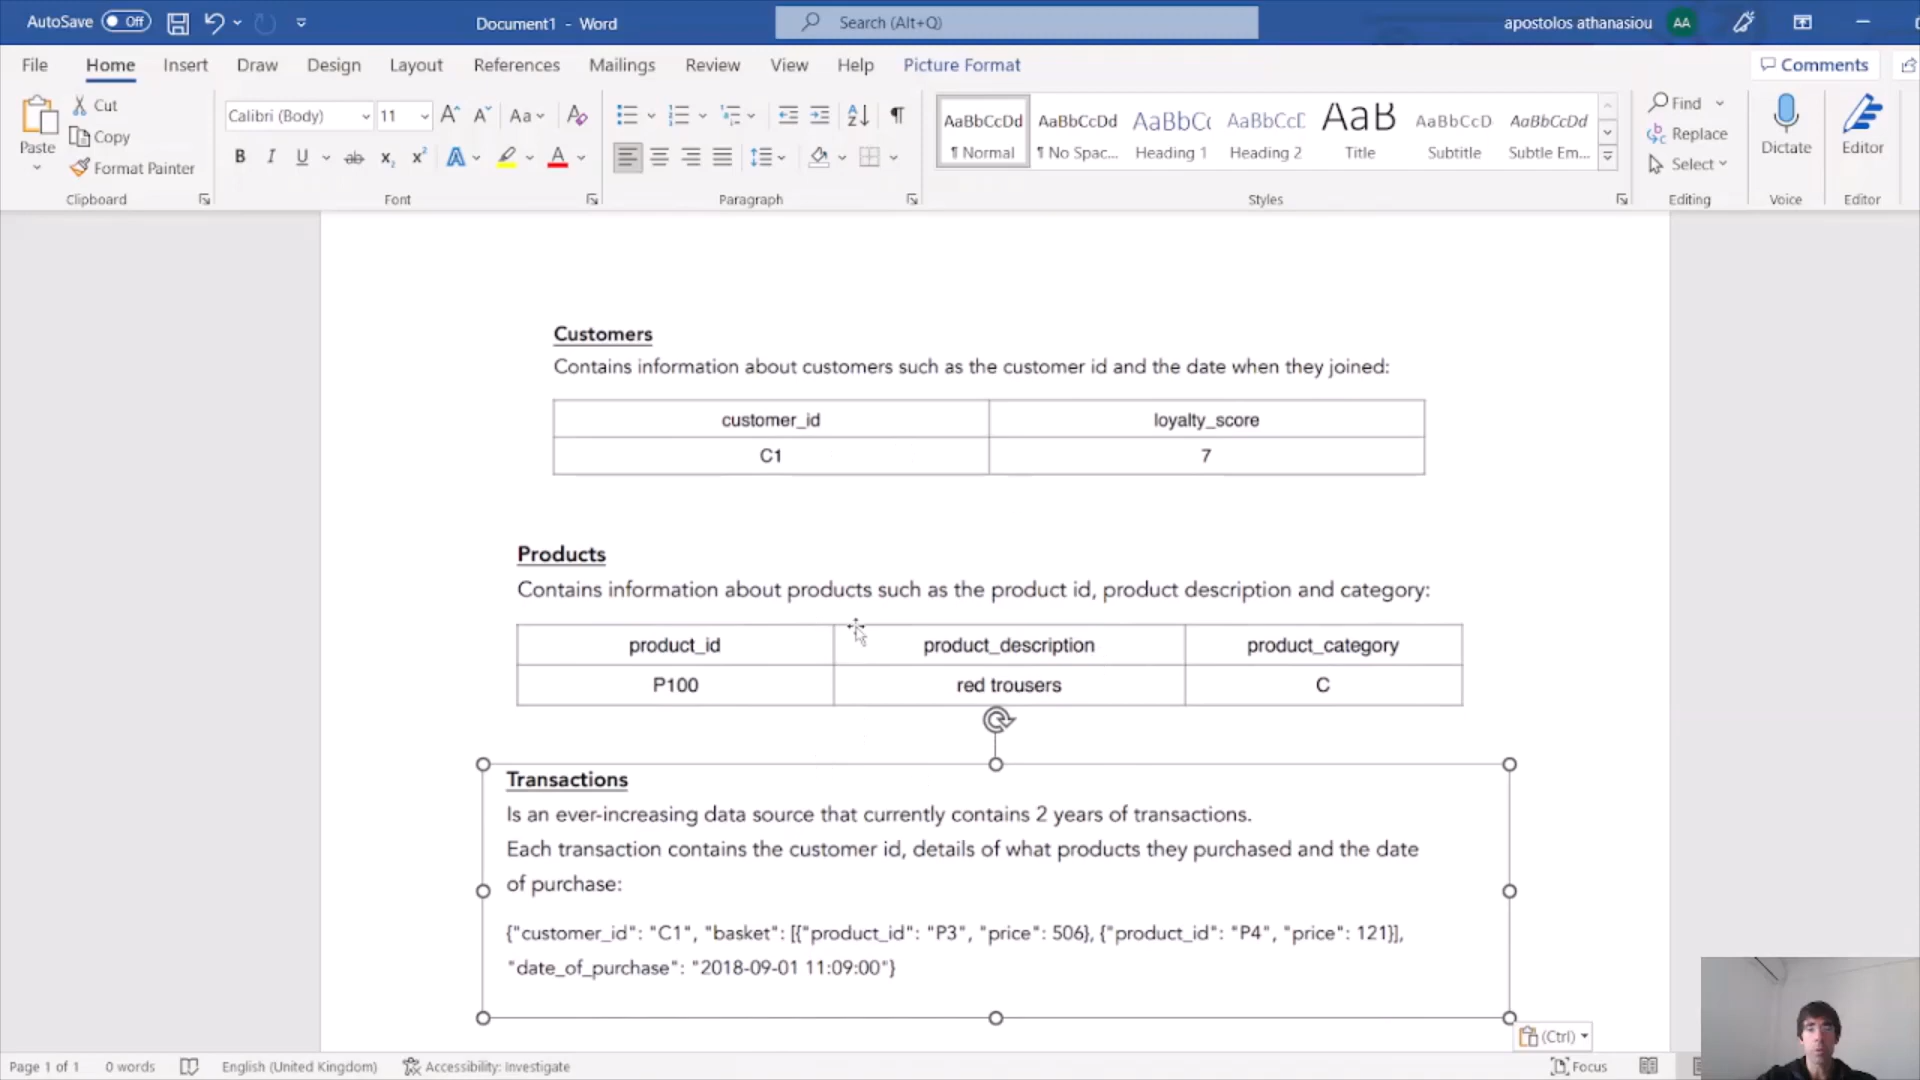 AutoSave Off
Document1 - Word
Search (Alt+Q)
apostolos athanasiou AA
File Home Insert Draw Design Layout References Mailings Review View Help Picture Format
Comments
Paste
Cut
Copy
Format Painter
Clipboard
Calibri (Body) 11
Font
Paragraph
AaBbCcDd AaBbCcDd AaBbCc AaBbCcC AaB AaBbCcD AaBbCcDd
¶ Normal ¶ No Spac... Heading 1 Heading 2 Title Subtitle Subtle Em...
Styles
Find
Replace
Select
Editing
Dictate
Voice
Editor
Editor
Customers
Contains information about customers such as the customer id and the date when they joined:
customer_id loyalty_score
C1 7
Products
Contains information about products such as the product id, product description and category:
product_id product_description product_category
P100 red trousers C
Transactions
Is an ever-increasing data source that currently contains 2 years of transactions.
Each transaction contains the customer id, details of what products they purchased and the date
of purchase:
{"customer_id": "C1", "basket": [{"product_id": "P3", "price": 506}, {"product_id": "P4", "price": 121}],
"date_of_purchase": "2018-09-01 11:09:00"}
(Ctrl)
Page 1 of 1 0 words English (United Kingdom) Accessibility: Investigate
Focus